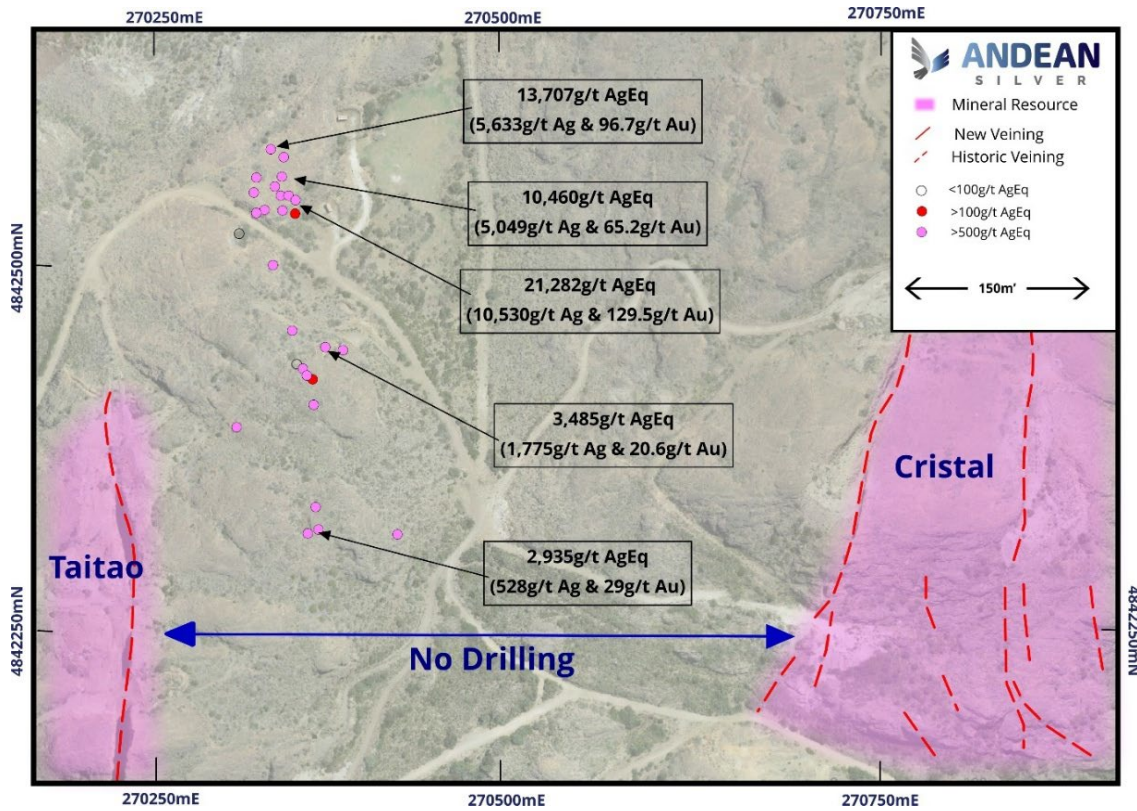 270250mE
270500mE
270750mE
ANDEAN
SILVER
Mineral Resource
New Veining
Historic Veining
<100g/t AgEq
>100g/t AgEq
>500g/t AgEq
150m'
13,707g/t AgEq
(5,633g/t Ag & 96.7g/t Au)
10,460g/t AgEq
(5,049g/t Ag & 65.2g/t Au)
4842500mN
21,282g/t AgEq
(10,530g/t Ag & 129.5g/t Au)
3,485g/t AgEq
(1,775g/t Ag & 20.6g/t Au)
Cristal
Taitao
2,935g/t AgEq
(528g/t Ag & 29g/t Au)
4842250mN
4842250mN
No Drilling
270250mE
270500mE
270750mE